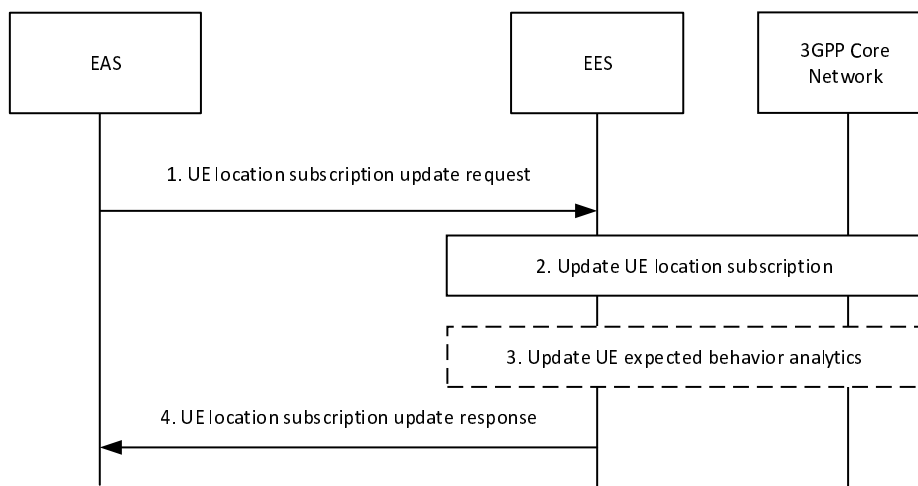 EAS
EES
3GPP Core
Network
1. UE location subscription update request
2. Update UE location subscription
3. Update UE expected behavior analytics
4. UE location subscription update response